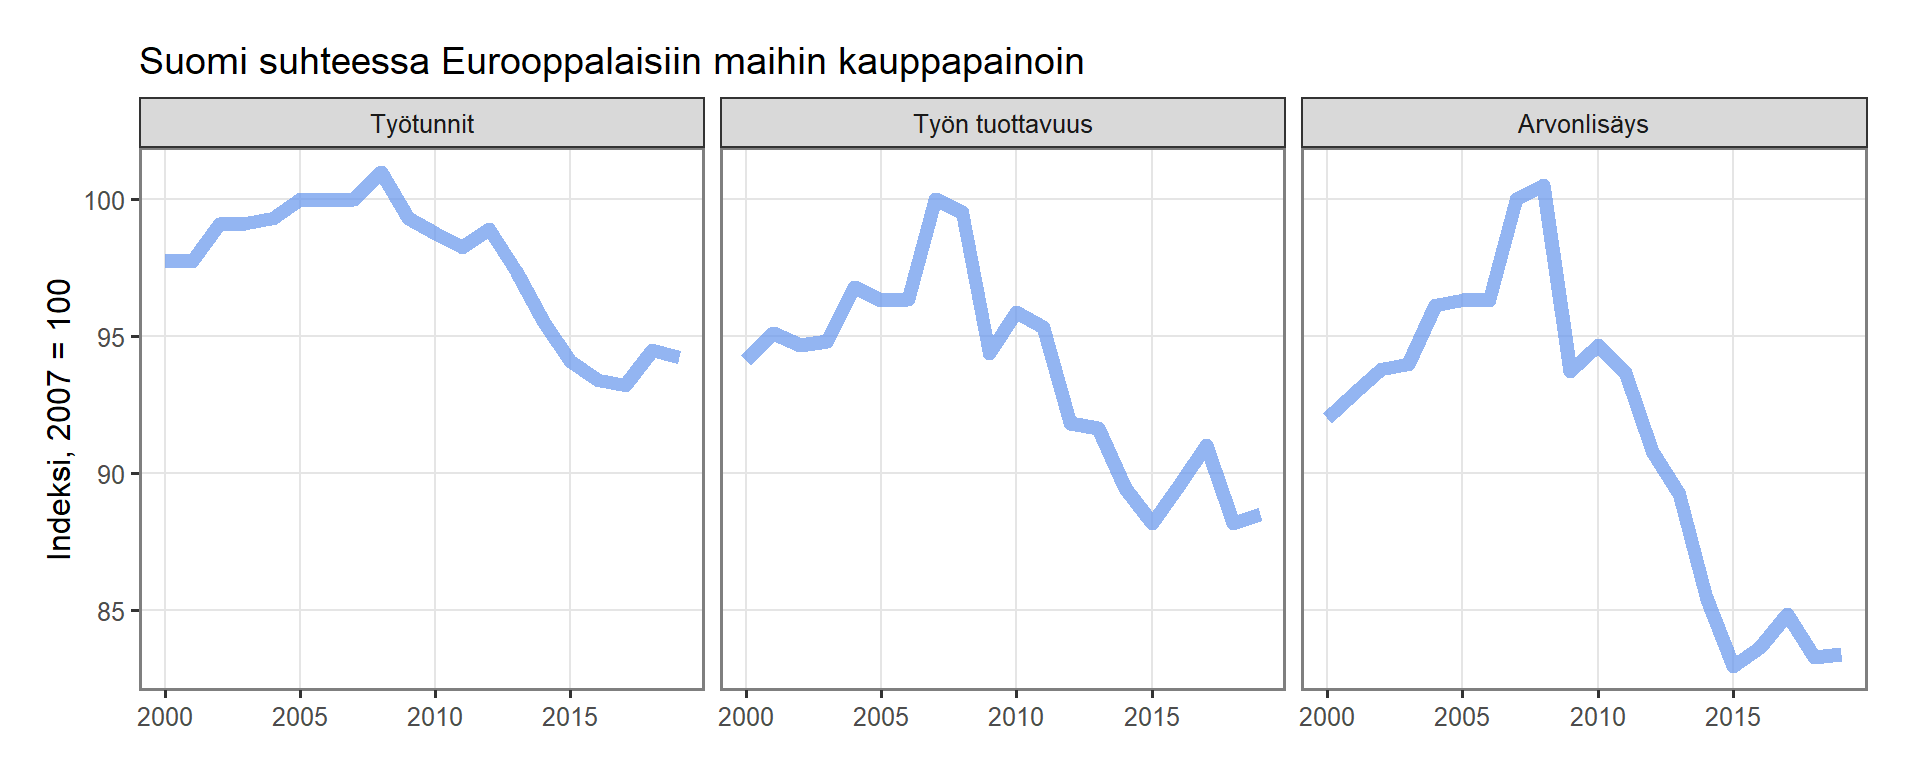 Suomi suhteessa Eurooppalaisiin maihin kauppapainoin
Työtunnit
Työn tuottavuus
Arvonlisäys
Indeksi, 2007 = 100
100
95
90
85
2000 2005 2010 2015
2000 2005 2010 2015
2000 2005 2010 2015